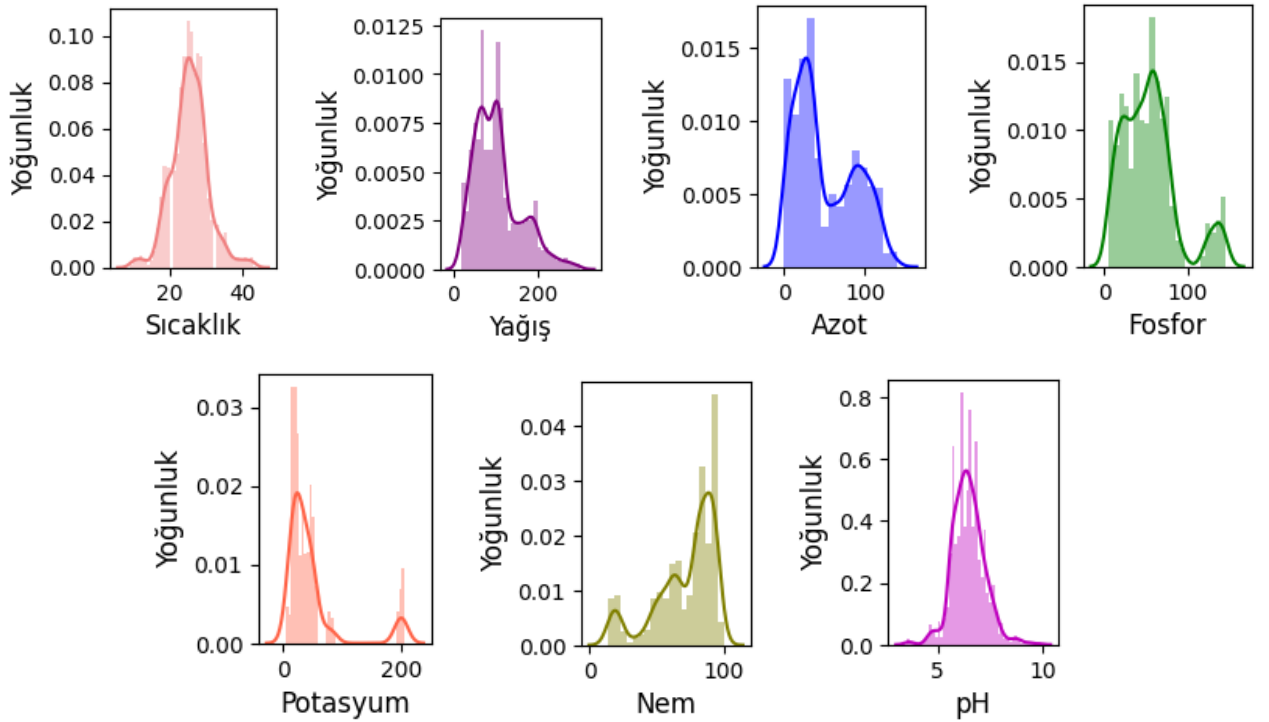 Yoğunluk
0.10
0.08
0.06
0.04
0.02
0.00
20 40
Sıcaklık
Yoğunluk
0.0125
0.0100
0.0075
0.0050
0.0025
0.0000
0 200
Yağış
Yoğunluk
0.015
0.010
0.005
0.000
0 100
Azot
Yoğunluk
0.015
0.010
0.005
0.000
0 100
Fosfor
Yoğunluk
0.03
0.02
0.01
0.00
0 200
Potasyum
Yoğunluk
0.04
0.03
0.02
0.01
0.00
0 100
Nem
Yoğunluk
0.8
0.6
0.4
0.2
0.0
5 10
pH